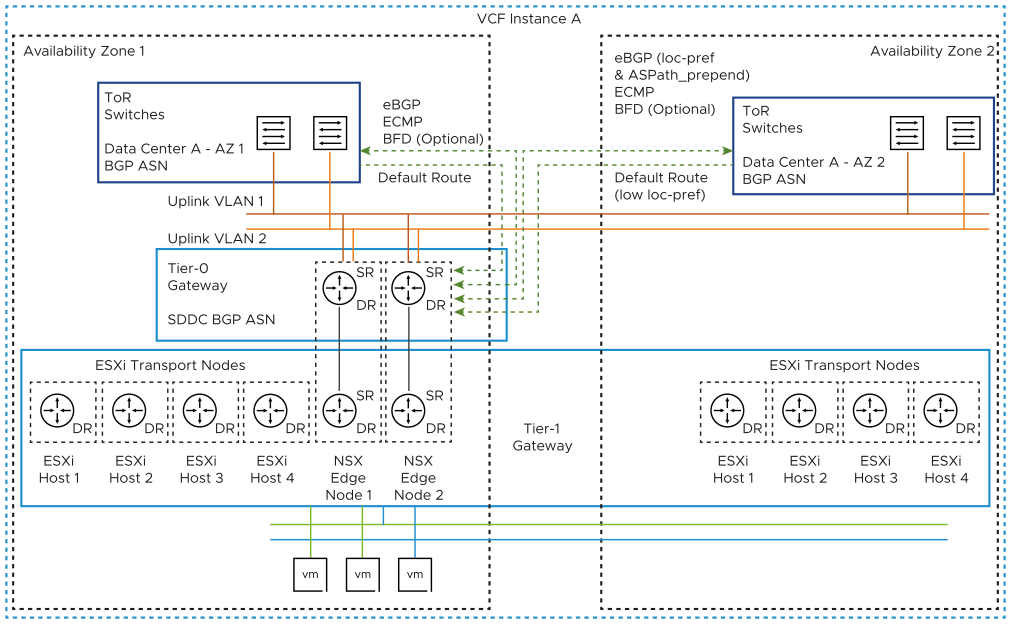 VCF Instance A
Availability Zone 1
Availability Zone 2
ToR
Switches
Data Center A - AZ 1
BGP ASN
eBGP
ECMP
BFD (Optional)
Default Route
eBGP (loc-pref
& ASPath_prepend)
ECMP
BFD (Optional)
Default Route
(low loc-pref)
ToR
Switches
Data Center A - AZ 2
BGP ASN
Uplink VLAN 1
Uplink VLAN 2
Tier-0
Gateway
SDDC BGP ASN
SR
DR
SR
DR
ESXi Transport Nodes
ESXi Transport Nodes
DR
DR
DR
DR
SR
DR
SR
DR
DR
DR
DR
DR
Tier-1
Gateway
ESXi
Host 1
ESXi
Host 2
ESXi
Host 3
ESXi
Host 4
NSX
Edge
Node 1
NSX
Edge
Node 2
ESXi
Host 1
ESXi
Host 2
ESXi
Host 3
ESXi
Host 4
vm
vm
vm